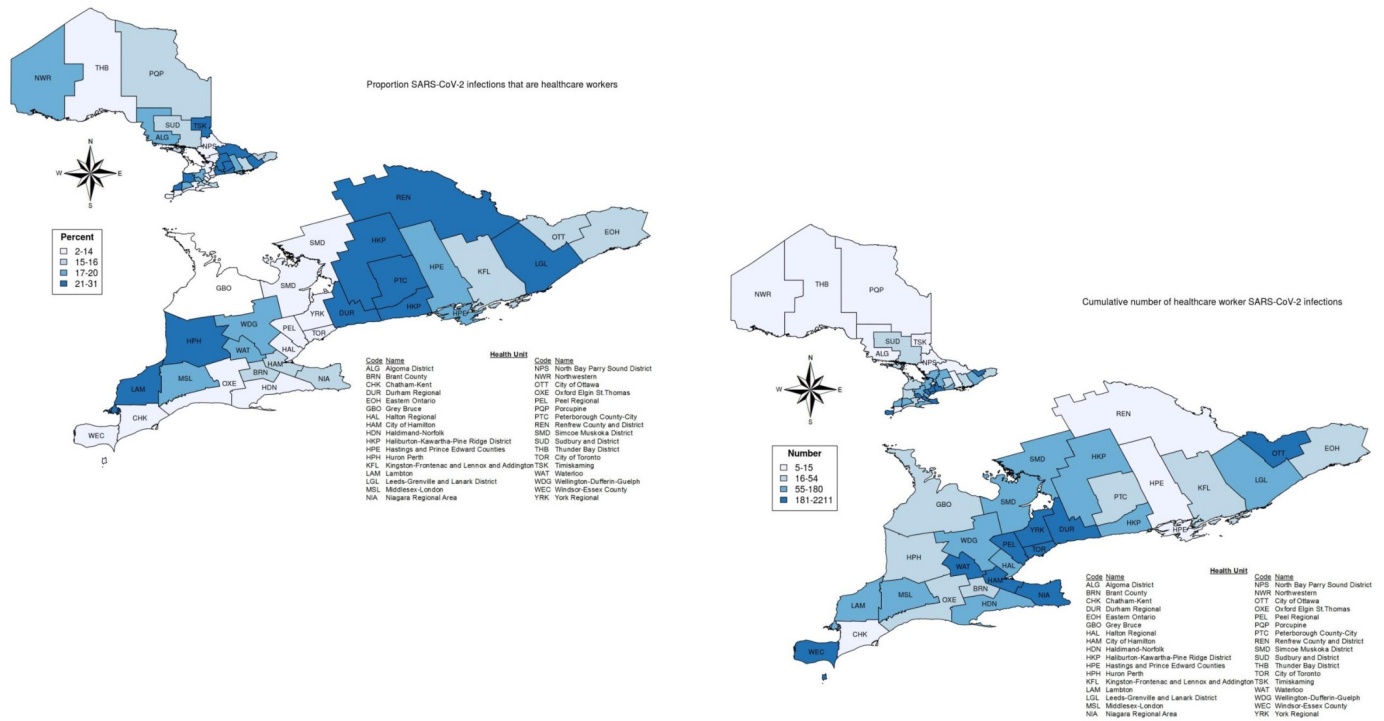 Proportion SARS-CoV-2 infections that are healthcare workers
NWR
THB
PQP
SUD
TSK
ALG
NPS
N
W
E
S
Percent
2-14
15-16
17-20
21-31
REN
SMD
HKP
OTT
EOH
HPE
KFL
LGL
PTC
GBO
SMD
YRK
DUR
HKP
HPE
WDG
PEL
TOR
HPH
WAT
HAL
HAM
BRN
NIA
LAM
MSL
OXE
HDN
CHK
WEC
Health Unit
Code Name
ALG Algoma District
BRN Brant County
CHK Chatham-Kent
DUR Durham Regional
EOH Eastern Ontario
GBO Grey Bruce
HAL Halton Regional
HAM City of Hamilton
HDN Haldimand-Norfolk
HKP Haliburton-Kawartha-Pine Ridge District
HPE Hastings and Prince Edward Counties
HPH Huron Perth
KFL Kingston-Frontenac and Lennox and Addington
LAM Lambton
LGL Leeds-Grenville and Lanark District
MSL Middlesex-London
NIA Niagara Regional Area
Code Name
NPS North Bay Parry Sound District
NWR Northwestern
OTT City of Ottawa
OXE Oxford Elgin St.Thomas
PEL Peel Regional
PQP Porcupine
PTC Peterborough County-City
REN Renfrew County and District
SMD Simcoe Muskoka District
SUD Sudbury and District
THB Thunder Bay District
TOR City of Toronto
TSK Timiskaming
WAT Waterloo
WDG Wellington-Dufferin-Guelph
WEC Windsor-Essex County
YRK York Regional
Cumulative number of healthcare worker SARS-CoV-2 infections
NWR
THB
PQP
SUD
TSK
ALG
NPS
N
W
E
S
Number
5-15
16-54
55-180
181-2211
REN
SMD
HKP
OTT
EOH
HPE
KFL
LGL
PTC
GBO
SMD
YRK
DUR
HKP
HPE
WDG
PEL
TOR
HPH
WAT
HAL
HAM
BRN
NIA
LAM
MSL
OXE
HDN
CHK
WEC
Health Unit
Code Name
ALG Algoma District
BRN Brant County
CHK Chatham-Kent
DUR Durham Regional
EOH Eastern Ontario
GBO Grey Bruce
HAL Halton Regional
HAM City of Hamilton
HDN Haldimand-Norfolk
HKP Haliburton-Kawartha-Pine Ridge District
HPE Hastings and Prince Edward Counties
HPH Huron Perth
KFL Kingston-Frontenac and Lennox and Addington
LAM Lambton
LGL Leeds-Grenville and Lanark District
MSL Middlesex-London
NIA Niagara Regional Area
Code Name
NPS North Bay Parry Sound District
NWR Northwestern
OTT City of Ottawa
OXE Oxford Elgin St.Thomas
PEL Peel Regional
PQP Porcupine
PTC Peterborough County-City
REN Renfrew County and District
SMD Simcoe Muskoka District
SUD Sudbury and District
THB Thunder Bay District
TOR City of Toronto
TSK Timiskaming
WAT Waterloo
WDG Wellington-Dufferin-Guelph
WEC Windsor-Essex County
YRK York Regional